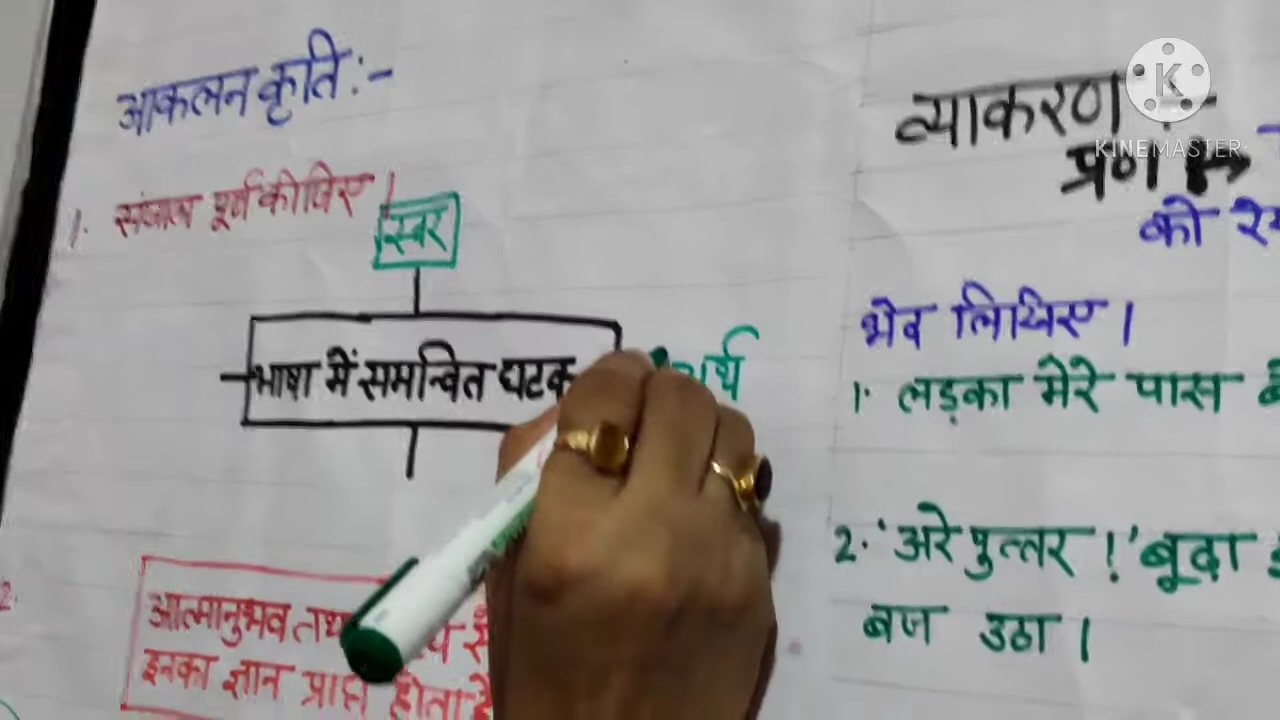 आकलन कृति :-
1. संजाल पूर्ण कीजिए।
स्वर
भाषा में समन्वित घटक
अर्थ
2.
आत्मानुभव
इनका ज्ञान प्राप्त होता है
व्याकरण :-
को
भेद लिखिए।
1. लड़का मेरे पास
2. 'अरे पुत्तर !' बूढ़ा
बज उठा।
K
KINEMASTER